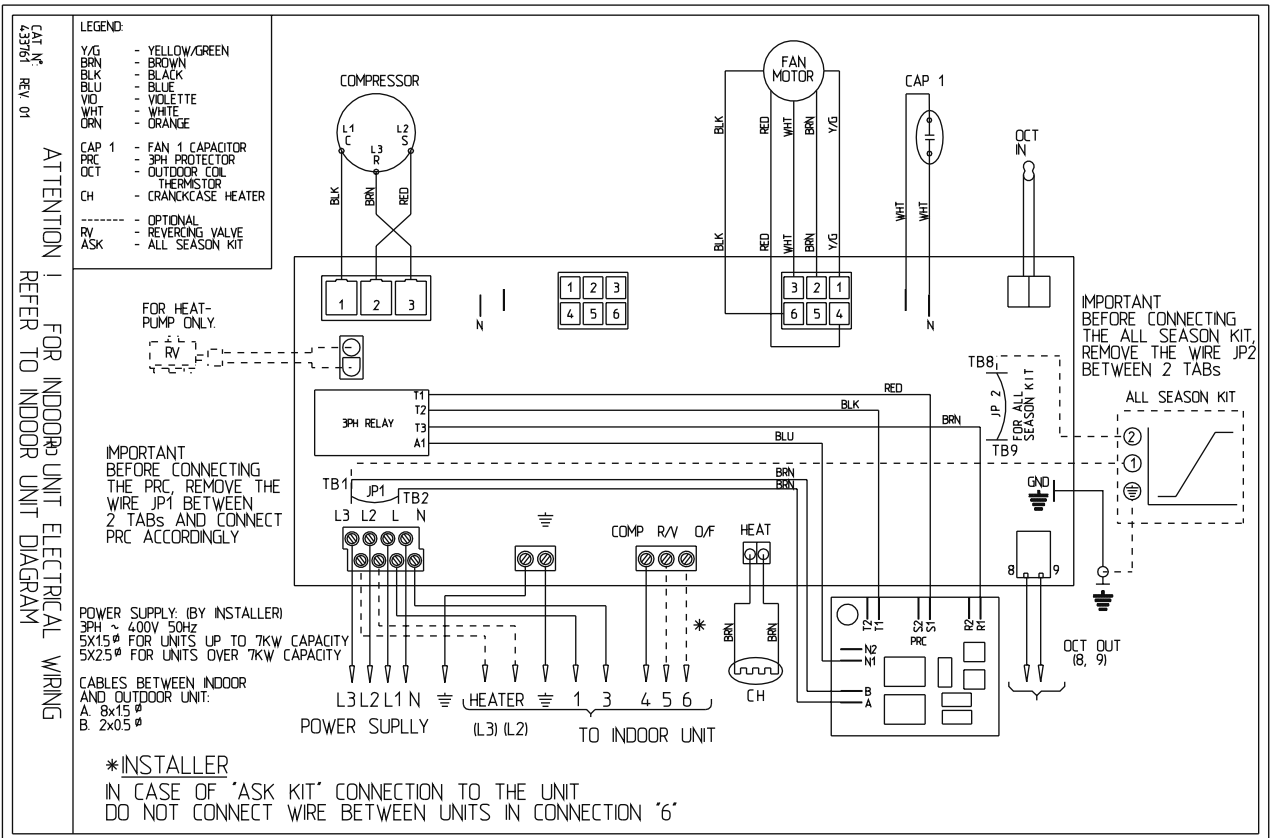 CAT Nº.
433761 REV. 01
ATTENTION ! FOR INDOOR UNIT ELECTRICAL WIRING
REFER TO INDOOR UNIT DIAGRAM
LEGEND:
Y/G - YELLOW/GREEN
BRN - BROWN
BLK - BLACK
BLU - BLUE
VIO - VIOLETTE
WHT - WHITE
ORN - ORANGE
CAP 1 - FAN 1 CAPACITOR
PRC - 3PH PROTECTOR
OCT - OUTDOOR COIL
THERMISTOR
CH - CRANCKCASE HEATER
------- - OPTIONAL
RV - REVERCING VALVE
ASK - ALL SEASON KIT
COMPRESSOR
L1 L2
C S
L3
R
BLK BRN RED
1 2 3
N
1 2 3
4 5 6
FAN
MOTOR
BLK RED WHT BRN Y/G
BLK RED WHT BRN Y/G
3 2 1
6 5 4
CAP 1
WHT WHT
N
OCT
IN
FOR HEAT-
PUMP ONLY.
RV
IMPORTANT
BEFORE CONNECTING
THE ALL SEASON KIT,
REMOVE THE WIRE JP2
BETWEEN 2 TABs
ALL SEASON KIT
2
1
TB8
JP 2
FOR ALL
SEASON KIT
TB9
GND
3PH RELAY
T1
T2
T3
A1
RED
BLK
BRN
BLU
BRN
BRN
IMPORTANT
BEFORE CONNECTING
THE PRC, REMOVE THE
WIRE JP1 BETWEEN
2 TABs AND CONNECT
PRC ACCORDINGLY
TB1 JP1 TB2
L3 L2 L N
COMP R/V O/F
HEAT
8 9
BRN BRN
CH
T2 T1 S2 S1 R2 R1
PRC
N2
N1
B
A
OCT OUT
(8, 9)
POWER SUPPLY: (BY INSTALLER)
3PH ~ 400V 50Hz
5X1.5ø FOR UNITS UP TO 7KW CAPACITY
5X2.5ø FOR UNITS OVER 7KW CAPACITY
CABLES BETWEEN INDOOR
AND OUTDOOR UNIT:
A. 8x1.5 ø
B. 2x0.5 ø
*
L3 L2 L1 N HEATER 1 3 4 5 6
POWER SUPLLY (L3) (L2) TO INDOOR UNIT
*INSTALLER
IN CASE OF "ASK KIT" CONNECTION TO THE UNIT
DO NOT CONNECT WIRE BETWEEN UNITS IN CONNECTION "6"